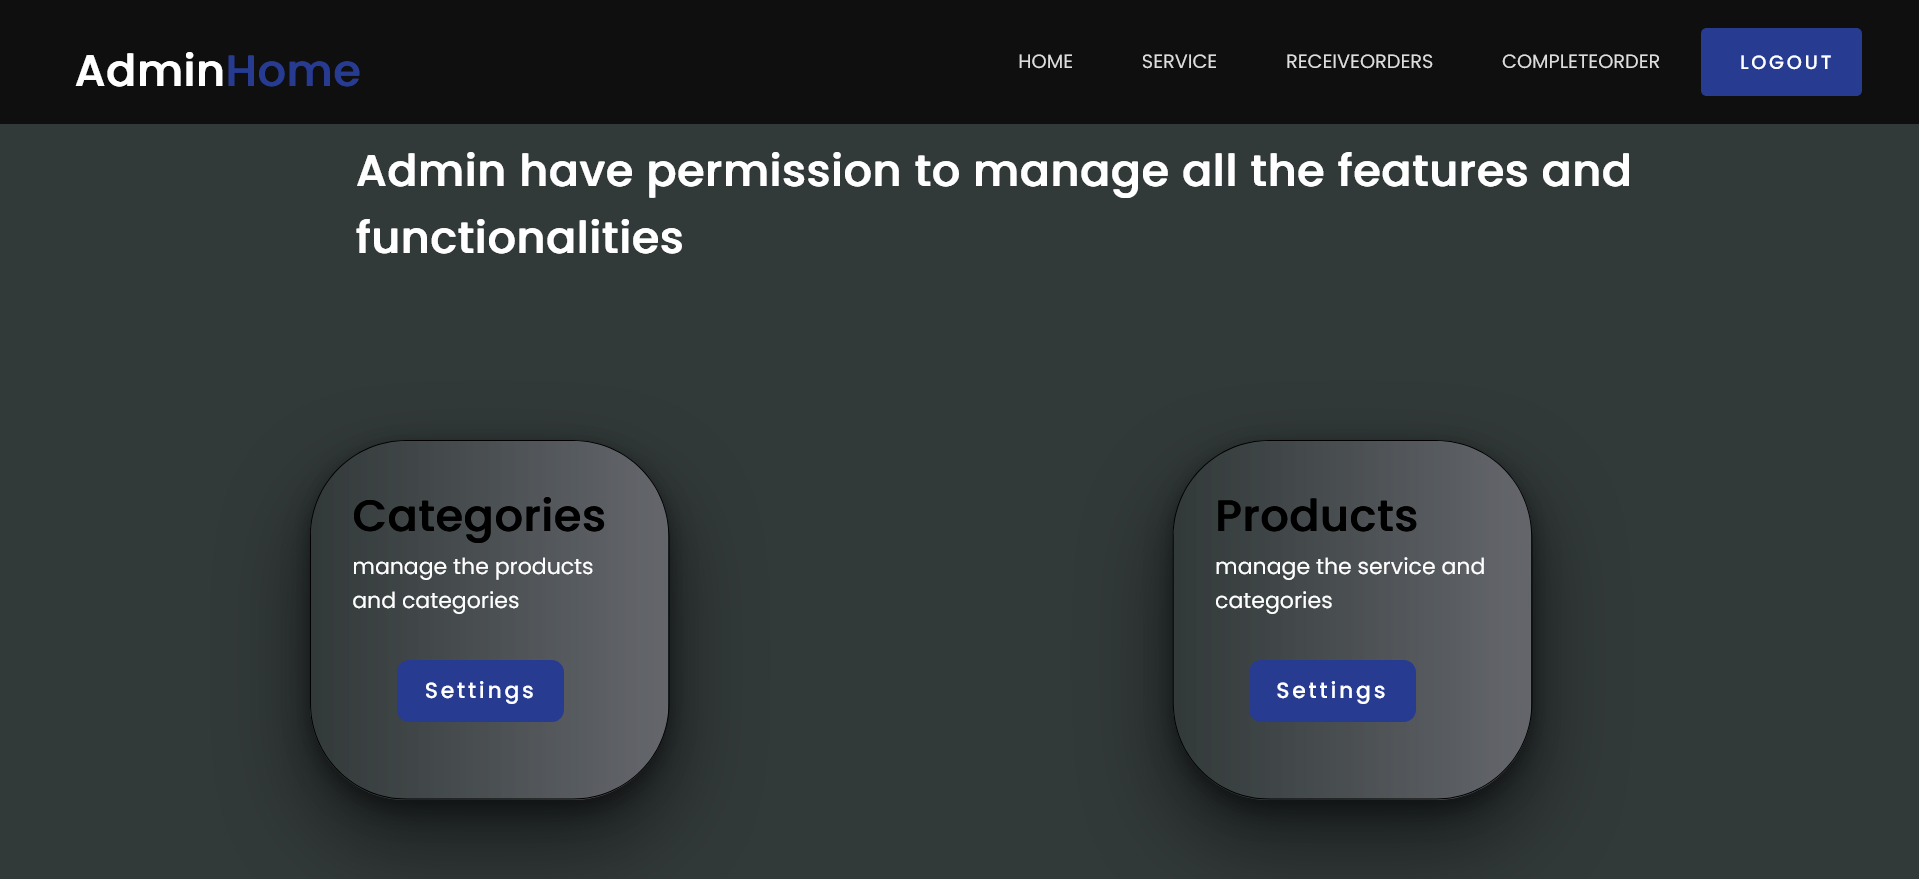 AdminHome
HOME SERVICE RECEIVEORDERS COMPLETEORDER LOGOUT
Admin have permission to manage all the features and
functionalities
Categories
manage the products
and categories
Settings
Products
manage the service and
categories
Settings